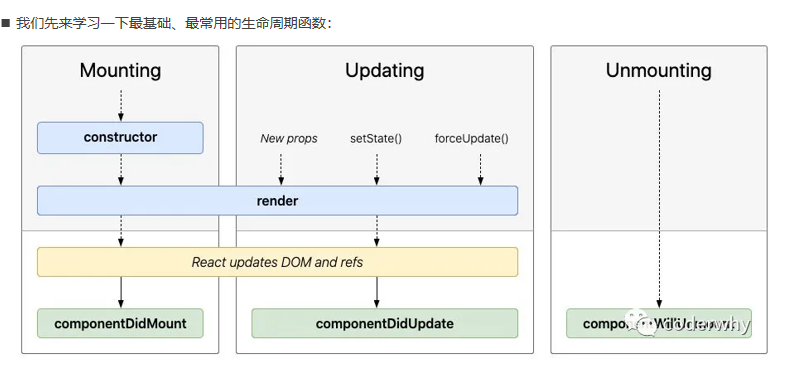 ■ 我们先来学习一下最基础、最常用的生命周期函数：
Mounting
Updating
Unmounting
constructor
New props
setState()
forceUpdate()
render
React updates DOM and refs
componentDidMount
componentDidUpdate
coderwhy